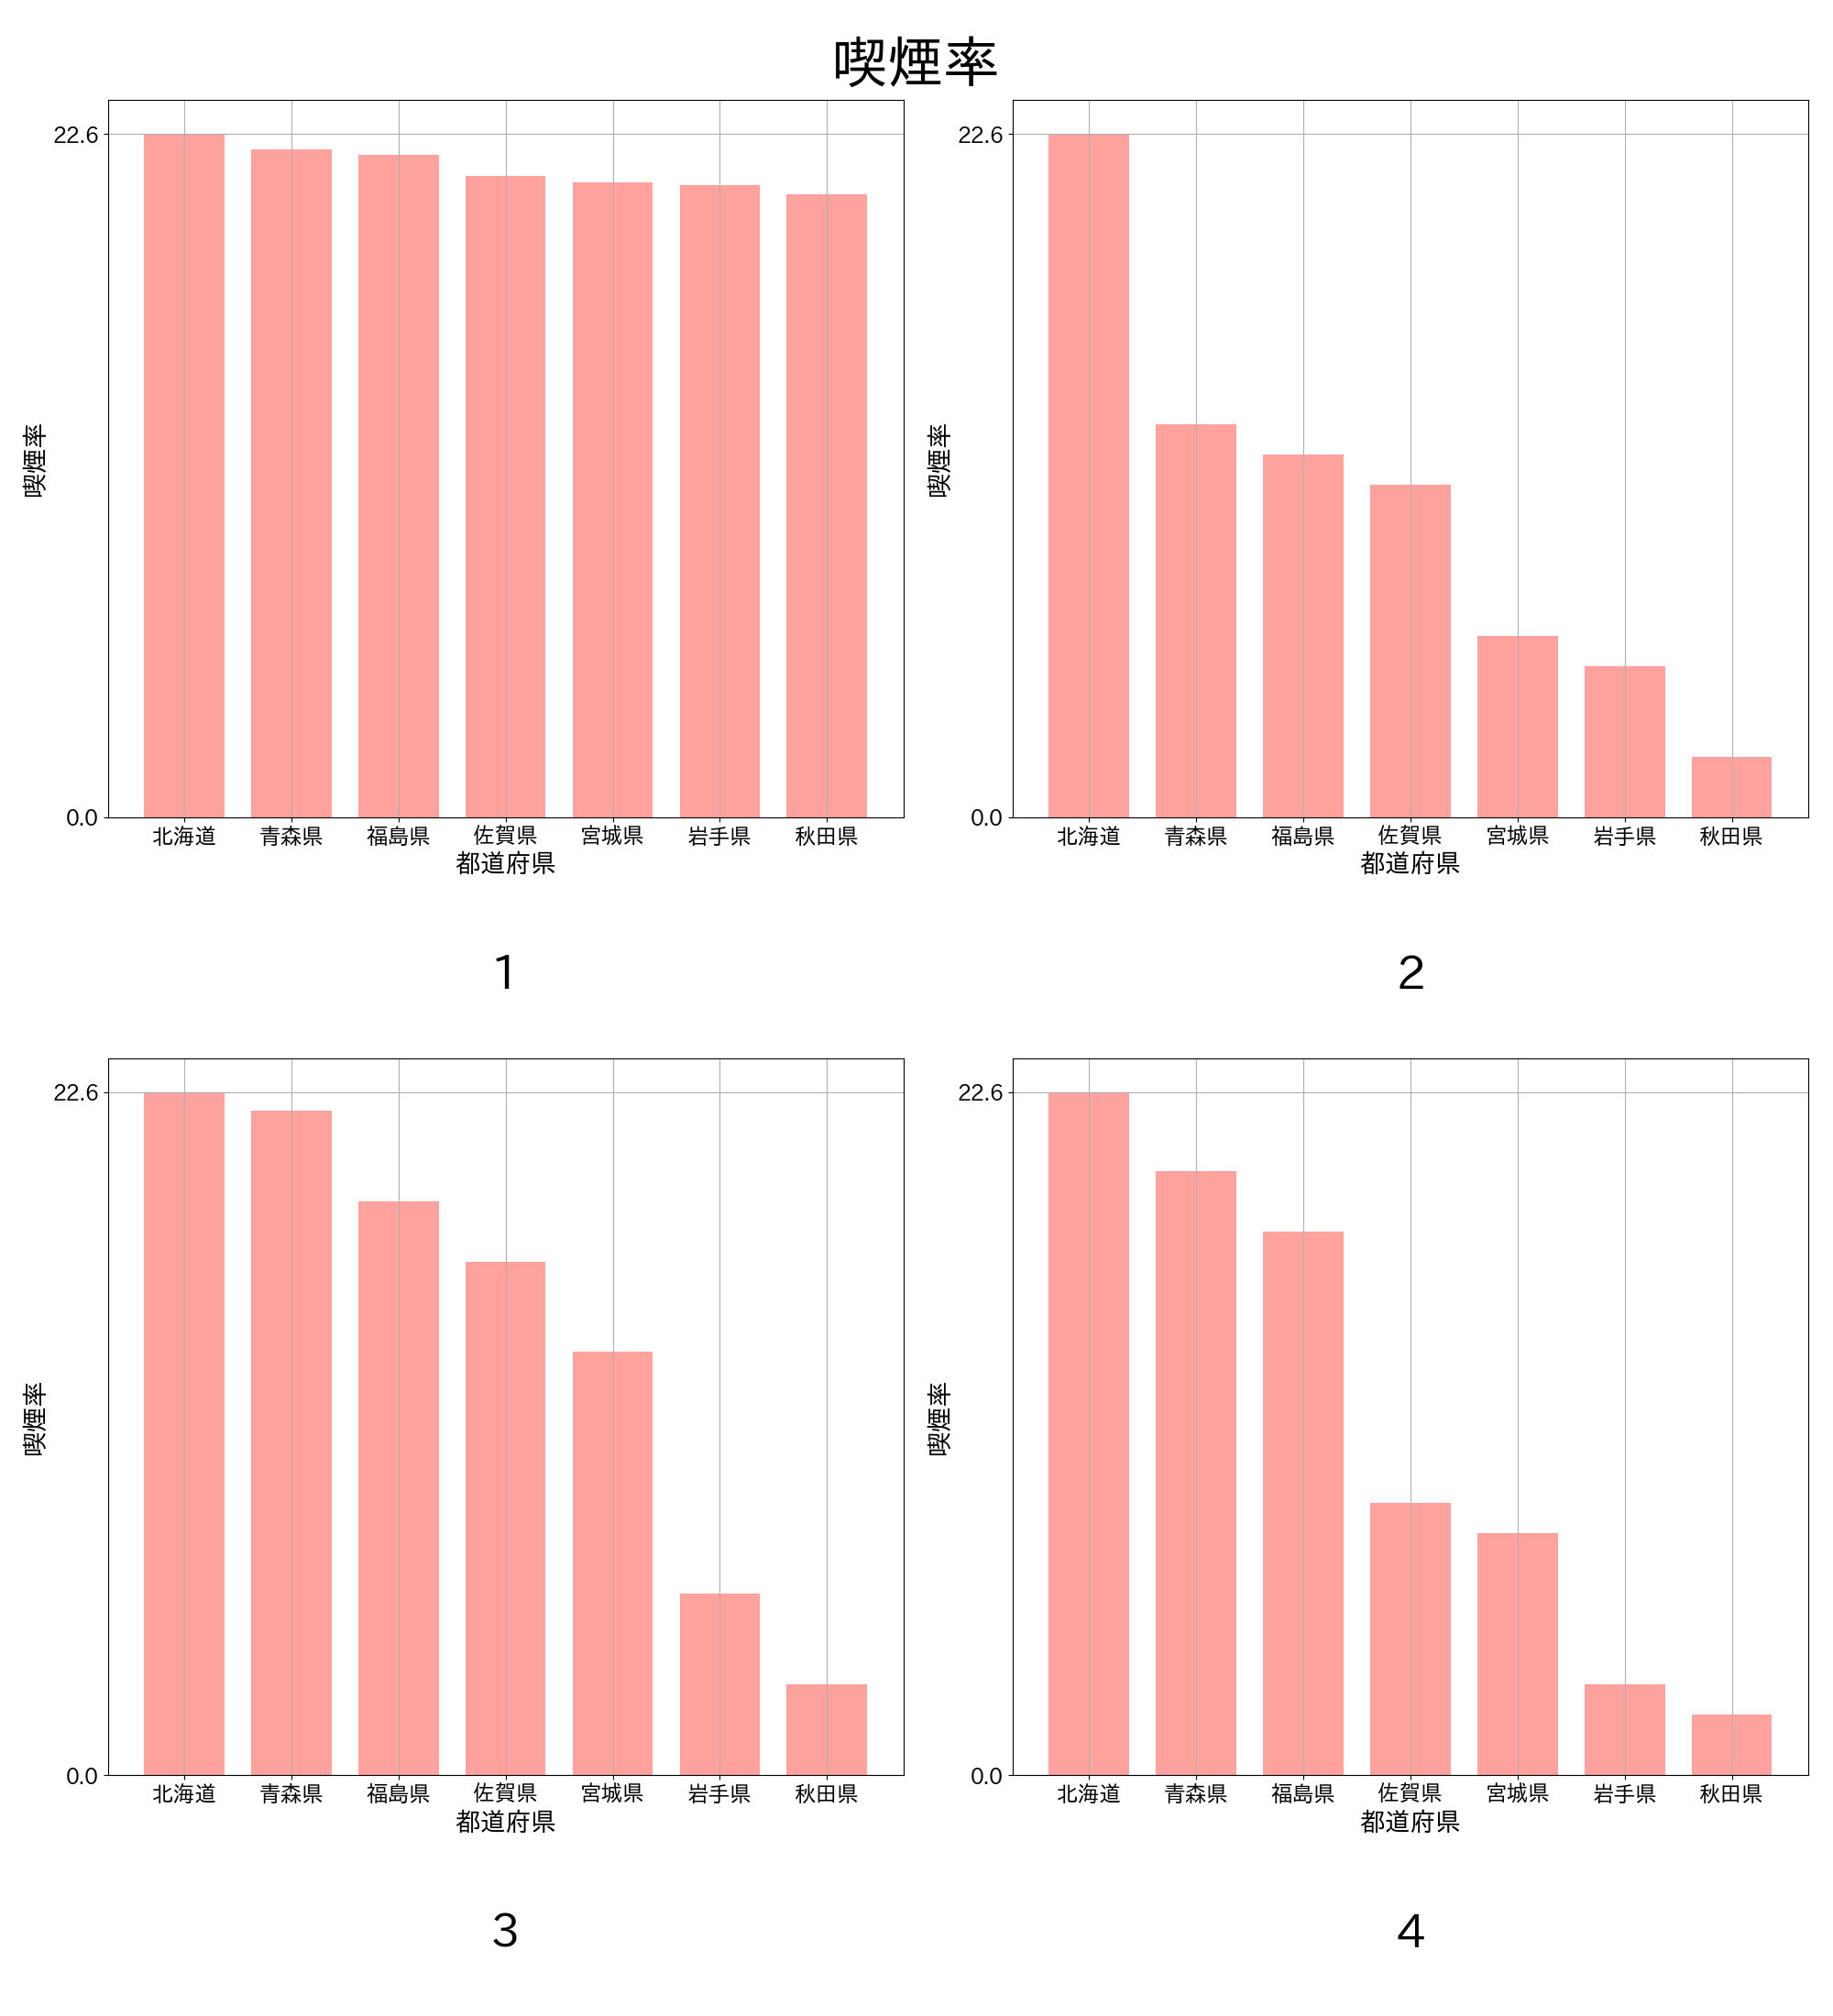 喫煙率
22.6
0.0
喫煙率
北海道 青森県 福島県 佐賀県 宮城県 岩手県 秋田県
都道府県
1
22.6
0.0
喫煙率
北海道 青森県 福島県 佐賀県 宮城県 岩手県 秋田県
都道府県
2
22.6
0.0
喫煙率
北海道 青森県 福島県 佐賀県 宮城県 岩手県 秋田県
都道府県
3
22.6
0.0
喫煙率
北海道 青森県 福島県 佐賀県 宮城県 岩手県 秋田県
都道府県
4